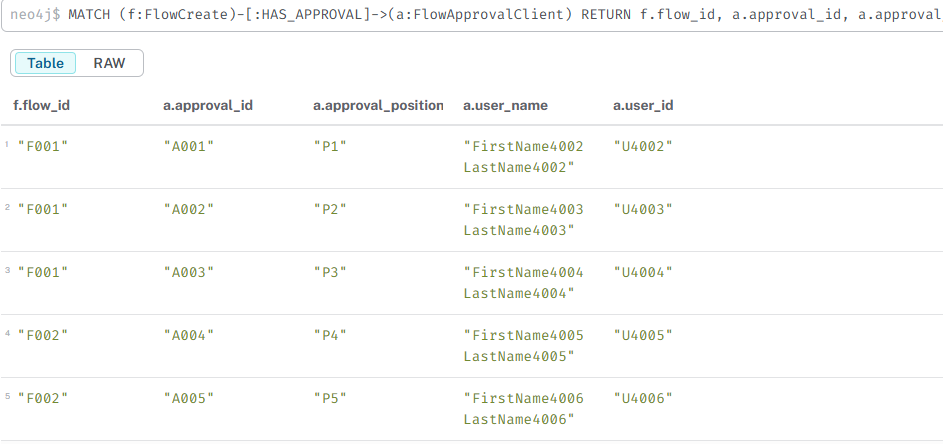 neo4j$ MATCH (f:FlowCreate)-[:HAS_APPROVAL]->(a:FlowApprovalClient) RETURN f.flow_id, a.approval_id, a.approval
Table RAW
f.flow_id a.approval_id a.approval_position a.user_name a.user_id
1 "F001" "A001" "P1" "FirstName4002 "U4002"
LastName4002"
2 "F001" "A002" "P2" "FirstName4003 "U4003"
LastName4003"
3 "F001" "A003" "P3" "FirstName4004 "U4004"
LastName4004"
4 "F002" "A004" "P4" "FirstName4005 "U4005"
LastName4005"
5 "F002" "A005" "P5" "FirstName4006 "U4006"
LastName4006"